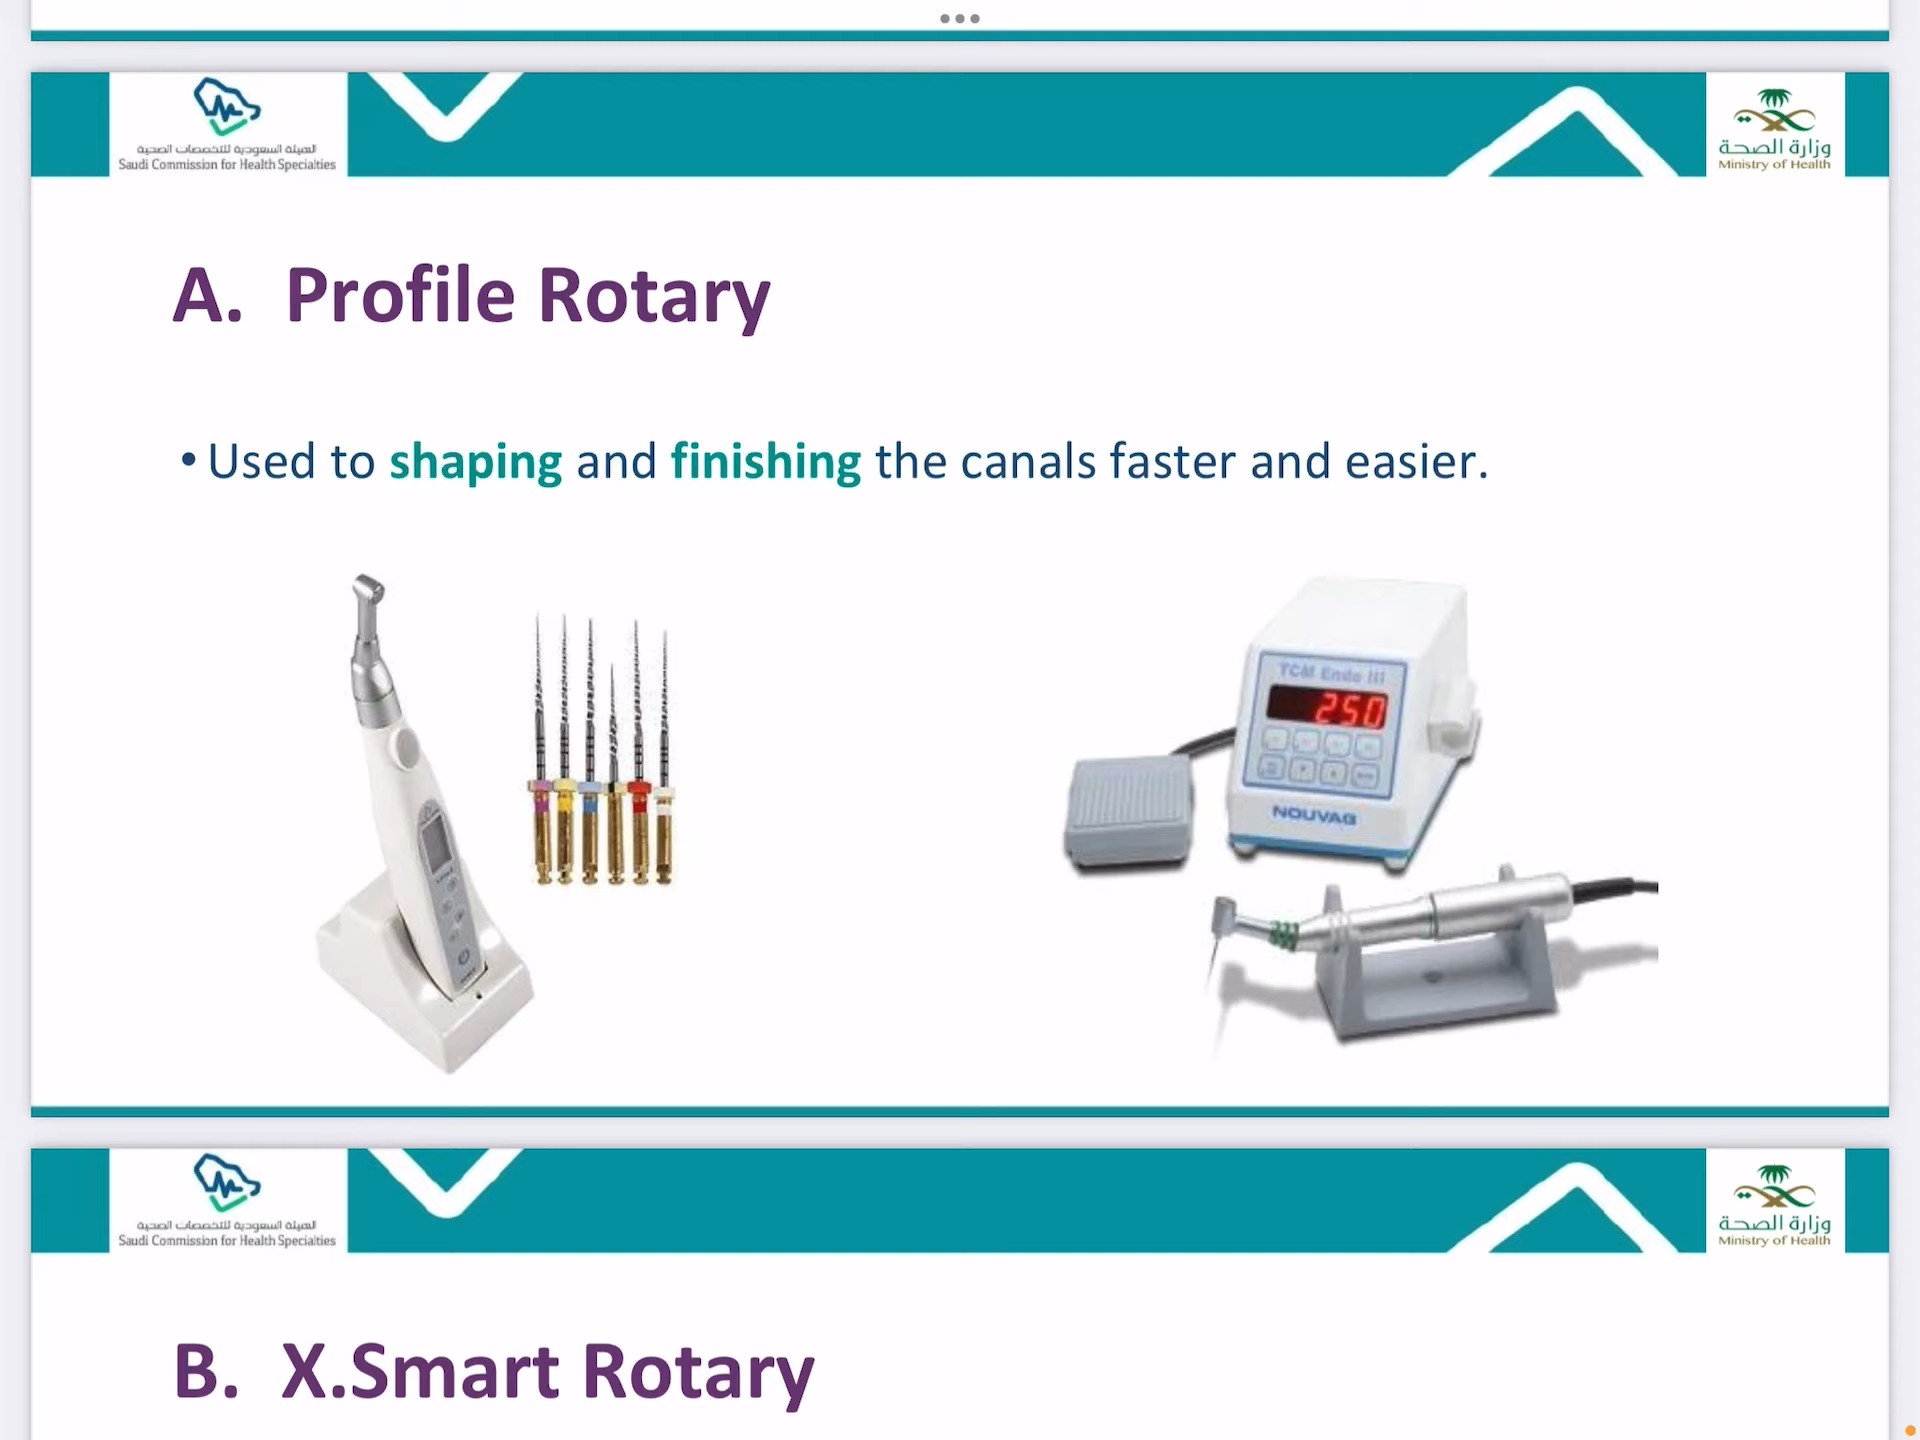 الهيئة السعودية للتخصصات الصحية
Saudi Commission for Health Specialties
وزارة الصحة
Ministry of Health
A. Profile Rotary
• Used to shaping and finishing the canals faster and easier.
TCM Endo III
250
NOUVAG
الهيئة السعودية للتخصصات الصحية
Saudi Commission for Health Specialties
وزارة الصحة
Ministry of Health
B. X.Smart Rotary